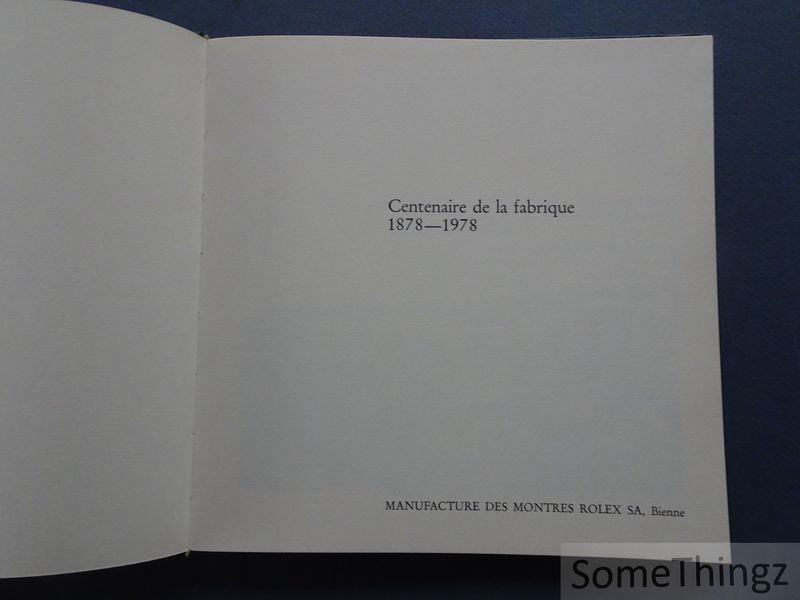 Centenaire de la fabrique
1878—1978
MANUFACTURE DES MONTRES ROLEX SA, Bienne
SomeThingz